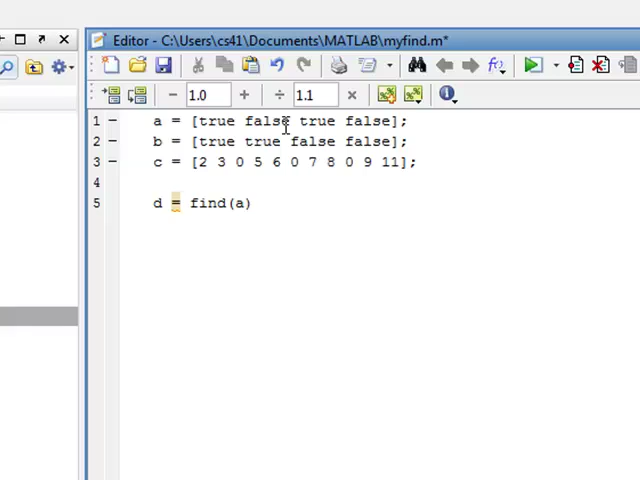 Editor - C:\Users\cs41\Documents\MATLAB\myfind.m*
- 1.0 + ÷ 1.1 ×
1 - a = [true false true false];
2 - b = [true true false false];
3 - c = [2 3 0 5 6 0 7 8 0 9 11];
4
5 d = find(a)